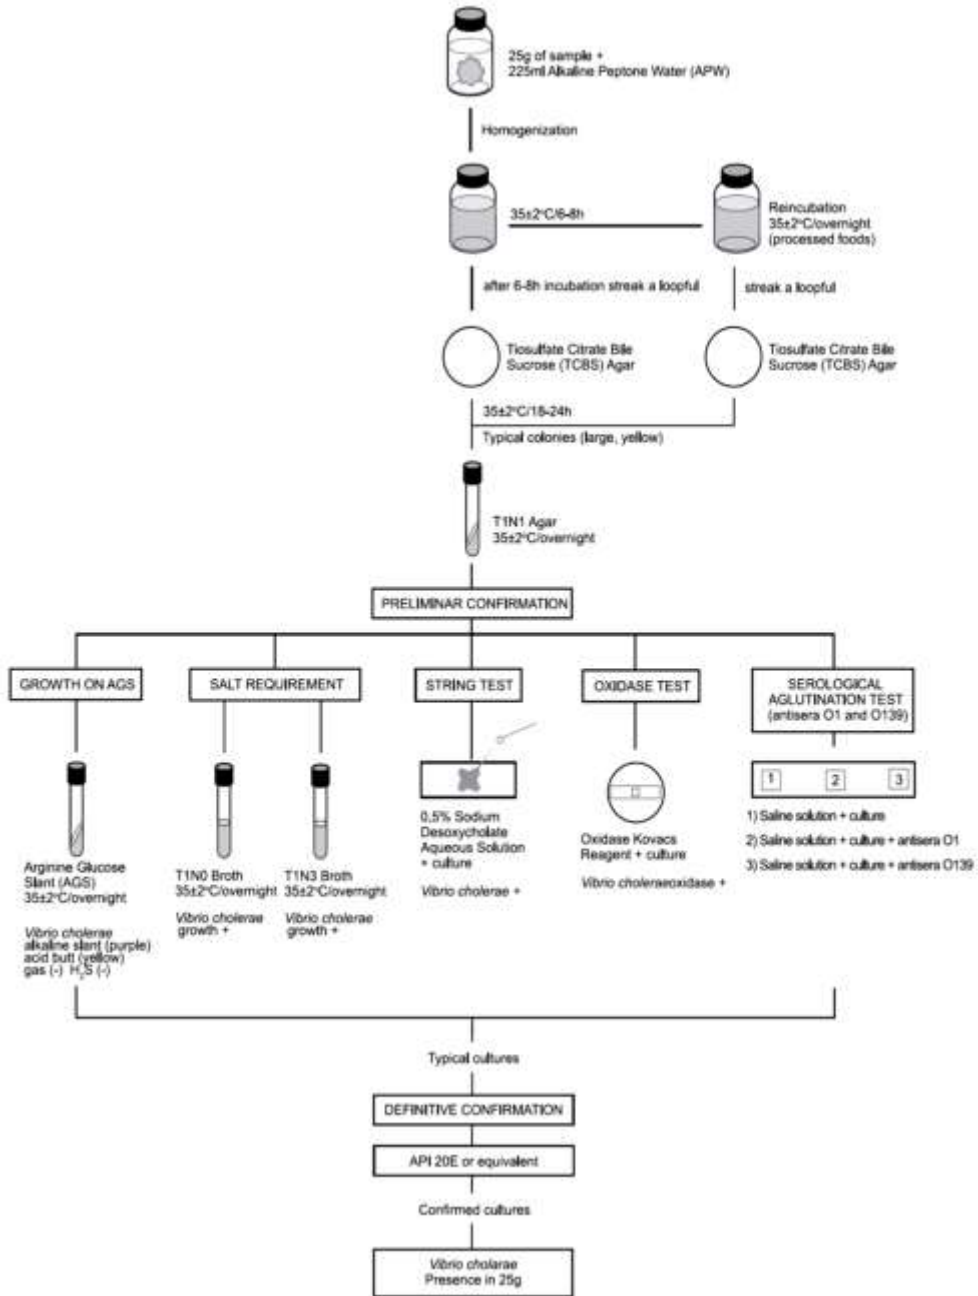 25g of sample +
225ml Alkaline Peptone Water (APW)
Homogenization
35±2°C/6-8h
Reincubation
35±2°C/overnight
(processed foods)
after 6-8h incubation streak a loopful
streak a loopful
Tiosulfate Citrate Bile
Sucrose (TCBS) Agar
Tiosulfate Citrate Bile
Sucrose (TCBS) Agar
35±2°C/18-24h
Typical colonies (large, yellow)
T1N1 Agar
35±2°C/overnight
PRELIMINAR CONFIRMATION
GROWTH ON AGS
SALT REQUIREMENT
STRING TEST
OXIDASE TEST
SEROLOGICAL
AGLUTINATION TEST
(antisera O1 and O139)
1 2 3
Arginine Glucose
Slant (AGS)
35±2°C/overnight
Vibrio cholerae
alkaline slant (purple)
acid butt (yellow)
gas (-) H2S (-)
T1N0 Broth
35±2°C/overnight
Vibrio cholerae
growth +
T1N3 Broth
35±2°C/overnight
Vibrio cholerae
growth +
0,5% Sodium
Desoxycholate
Aqueous Solution
+ culture
Vibrio cholerae +
Oxidase Kovacs
Reagent + culture
Vibrio choleraeoxidase +
1) Saline solution + culture
2) Saline solution + culture + antisera O1
3) Saline solution + culture + antisera O139
Typical cultures
DEFINITIVE CONFIRMATION
API 20E or equivalent
Confirmed cultures
Vibrio cholarae
Presence in 25g